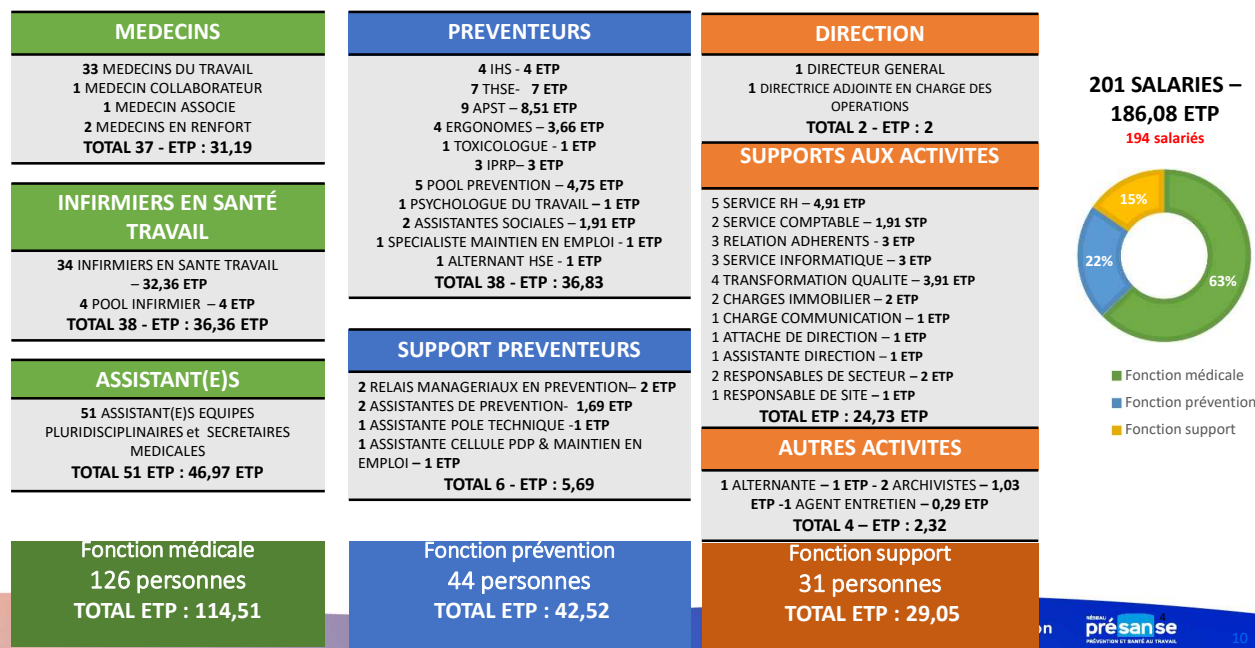 MEDECINS
33 MEDECINS DU TRAVAIL
1 MEDECIN COLLABORATEUR
1 MEDECIN ASSOCIE
2 MEDECINS EN RENFORT
TOTAL 37 - ETP : 31,19
INFIRMIERS EN SANTÉ
TRAVAIL
34 INFIRMIERS EN SANTE TRAVAIL
– 32,36 ETP
4 POOL INFIRMIER – 4 ETP
TOTAL 38 - ETP : 36,36 ETP
ASSISTANT(E)S
51 ASSISTANT(E)S EQUIPES
PLURIDISCIPLINAIRES et SECRETAIRES
MEDICALES
TOTAL 51 ETP : 46,97 ETP
Fonction médicale
126 personnes
TOTAL ETP : 114,51
PREVENTEURS
4 IHS - 4 ETP
7 THSE- 7 ETP
9 APST – 8,51 ETP
4 ERGONOMES – 3,66 ETP
1 TOXICOLOGUE - 1 ETP
3 IPRP– 3 ETP
5 POOL PREVENTION – 4,75 ETP
1 PSYCHOLOGUE DU TRAVAIL – 1 ETP
2 ASSISTANTES SOCIALES – 1,91 ETP
1 SPECIALISTE MAINTIEN EN EMPLOI - 1 ETP
1 ALTERNANT HSE - 1 ETP
TOTAL 38 - ETP : 36,83
SUPPORT PREVENTEURS
2 RELAIS MANAGERIAUX EN PREVENTION– 2 ETP
2 ASSISTANTES DE PREVENTION- 1,69 ETP
1 ASSISTANTE POLE TECHNIQUE -1 ETP
1 ASSISTANTE CELLULE PDP & MAINTIEN EN
EMPLOI – 1 ETP
TOTAL 6 - ETP : 5,69
Fonction prévention
44 personnes
TOTAL ETP : 42,52
DIRECTION
1 DIRECTEUR GENERAL
1 DIRECTRICE ADJOINTE EN CHARGE DES
OPERATIONS
TOTAL 2 - ETP : 2
SUPPORTS AUX ACTIVITES
5 SERVICE RH – 4,91 ETP
2 SERVICE COMPTABLE – 1,91 STP
3 RELATION ADHERENTS - 3 ETP
3 SERVICE INFORMATIQUE – 3 ETP
4 TRANSFORMATION QUALITE – 3,91 ETP
2 CHARGES IMMOBILIER – 2 ETP
1 CHARGE COMMUNICATION – 1 ETP
1 ATTACHE DE DIRECTION – 1 ETP
1 ASSISTANTE DIRECTION – 1 ETP
2 RESPONSABLES DE SECTEUR – 2 ETP
1 RESPONSABLE DE SITE – 1 ETP
TOTAL ETP : 24,73 ETP
AUTRES ACTIVITES
1 ALTERNANTE – 1 ETP - 2 ARCHIVISTES – 1,03
ETP -1 AGENT ENTRETIEN – 0,29 ETP
TOTAL 4 – ETP : 2,32
Fonction support
31 personnes
TOTAL ETP : 29,05
201 SALARIES –
186,08 ETP
194 salariés
15%
22%
63%
Fonction médicale
Fonction prévention
Fonction support
on
RÉSEAU
présanse
PRÉVENTION ET SANTÉ AU TRAVAIL
10